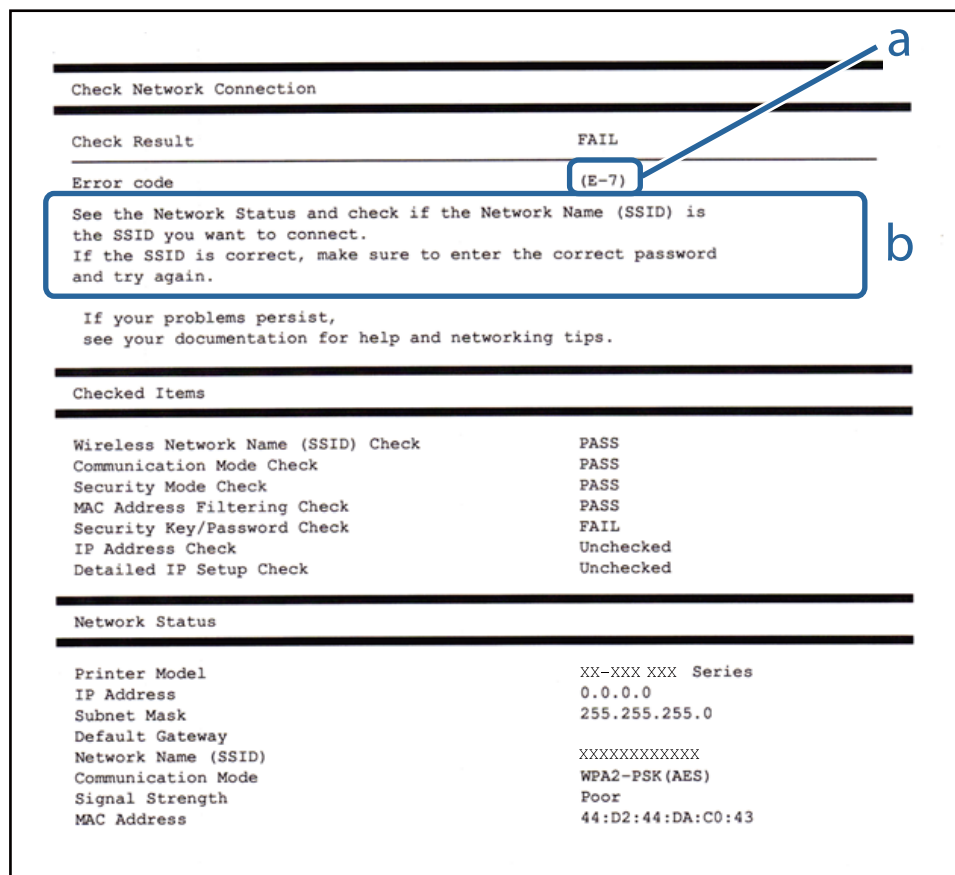 a
Check Network Connection
Check Result FAIL
Error code (E-7)
See the Network Status and check if the Network Name (SSID) is
the SSID you want to connect.
If the SSID is correct, make sure to enter the correct password
and try again.
b
If your problems persist,
see your documentation for help and networking tips.
Checked Items
Wireless Network Name (SSID) Check PASS
Communication Mode Check PASS
Security Mode Check PASS
MAC Address Filtering Check PASS
Security Key/Password Check FAIL
IP Address Check Unchecked
Detailed IP Setup Check Unchecked
Network Status
Printer Model XX-XXX XXX Series
IP Address 0.0.0.0
Subnet Mask 255.255.255.0
Default Gateway
Network Name (SSID) XXXXXXXXXXXX
Communication Mode WPA2-PSK(AES)
Signal Strength Poor
MAC Address 44:D2:44:DA:C0:43